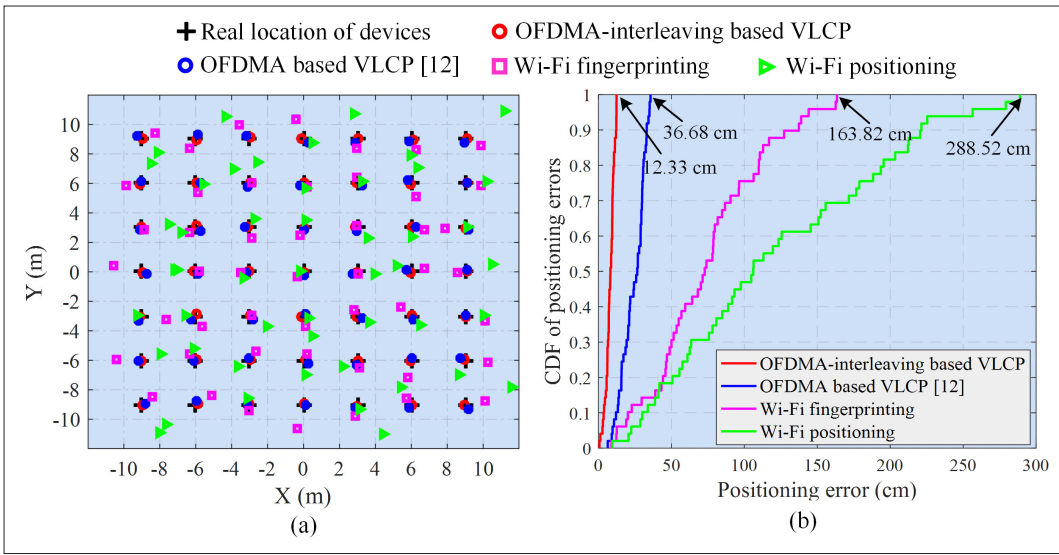 Real location of devices
OFDMA-interleaving based VLCP
OFDMA based VLCP [12]
Wi-Fi fingerprinting
Wi-Fi positioning
10
8
6
4
2
0
-2
-4
-6
-8
-10
Y (m)
-10 -8 -6 -4 -2 0 2 4 6 8 10
X (m)
(a)
1
0.9
0.8
0.7
0.6
0.5
0.4
0.3
0.2
0.1
0
CDF of positioning errors
36.68 cm
12.33 cm
163.82 cm
288.52 cm
OFDMA-interleaving based VLCP
OFDMA based VLCP [12]
Wi-Fi fingerprinting
Wi-Fi positioning
0 50 100 150 200 250 300
Positioning error (cm)
(b)